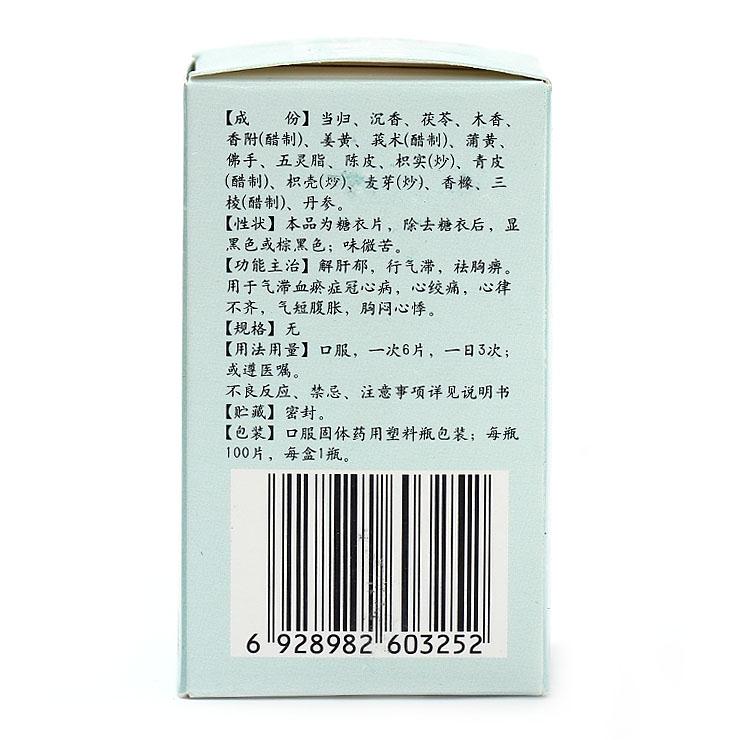 【成　　份】当归、沉香、茯苓、木香、
香附(醋制)、姜黄、莪术(醋制)、蒲黄、
佛手、五灵脂、陈皮、枳实(炒)、青皮
(醋制)、枳壳(炒)、麦芽(炒)、香橼、三
棱(醋制)、丹参。
【性状】本品为糖衣片，除去糖衣后，显
黑色或棕黑色；味微苦。
【功能主治】解肝郁，行气滞，祛胸痹。
用于气滞血瘀症冠心病，心绞痛，心律
不齐，气短腹胀，胸闷心悸。
【规格】无
【用法用量】口服，一次6片，一日3次；
或遵医嘱。
不良反应、禁忌、注意事项详见说明书
【贮藏】密封。
【包装】口服固体药用塑料瓶包装；每瓶
100片，每盒1瓶。
6 928982 603252